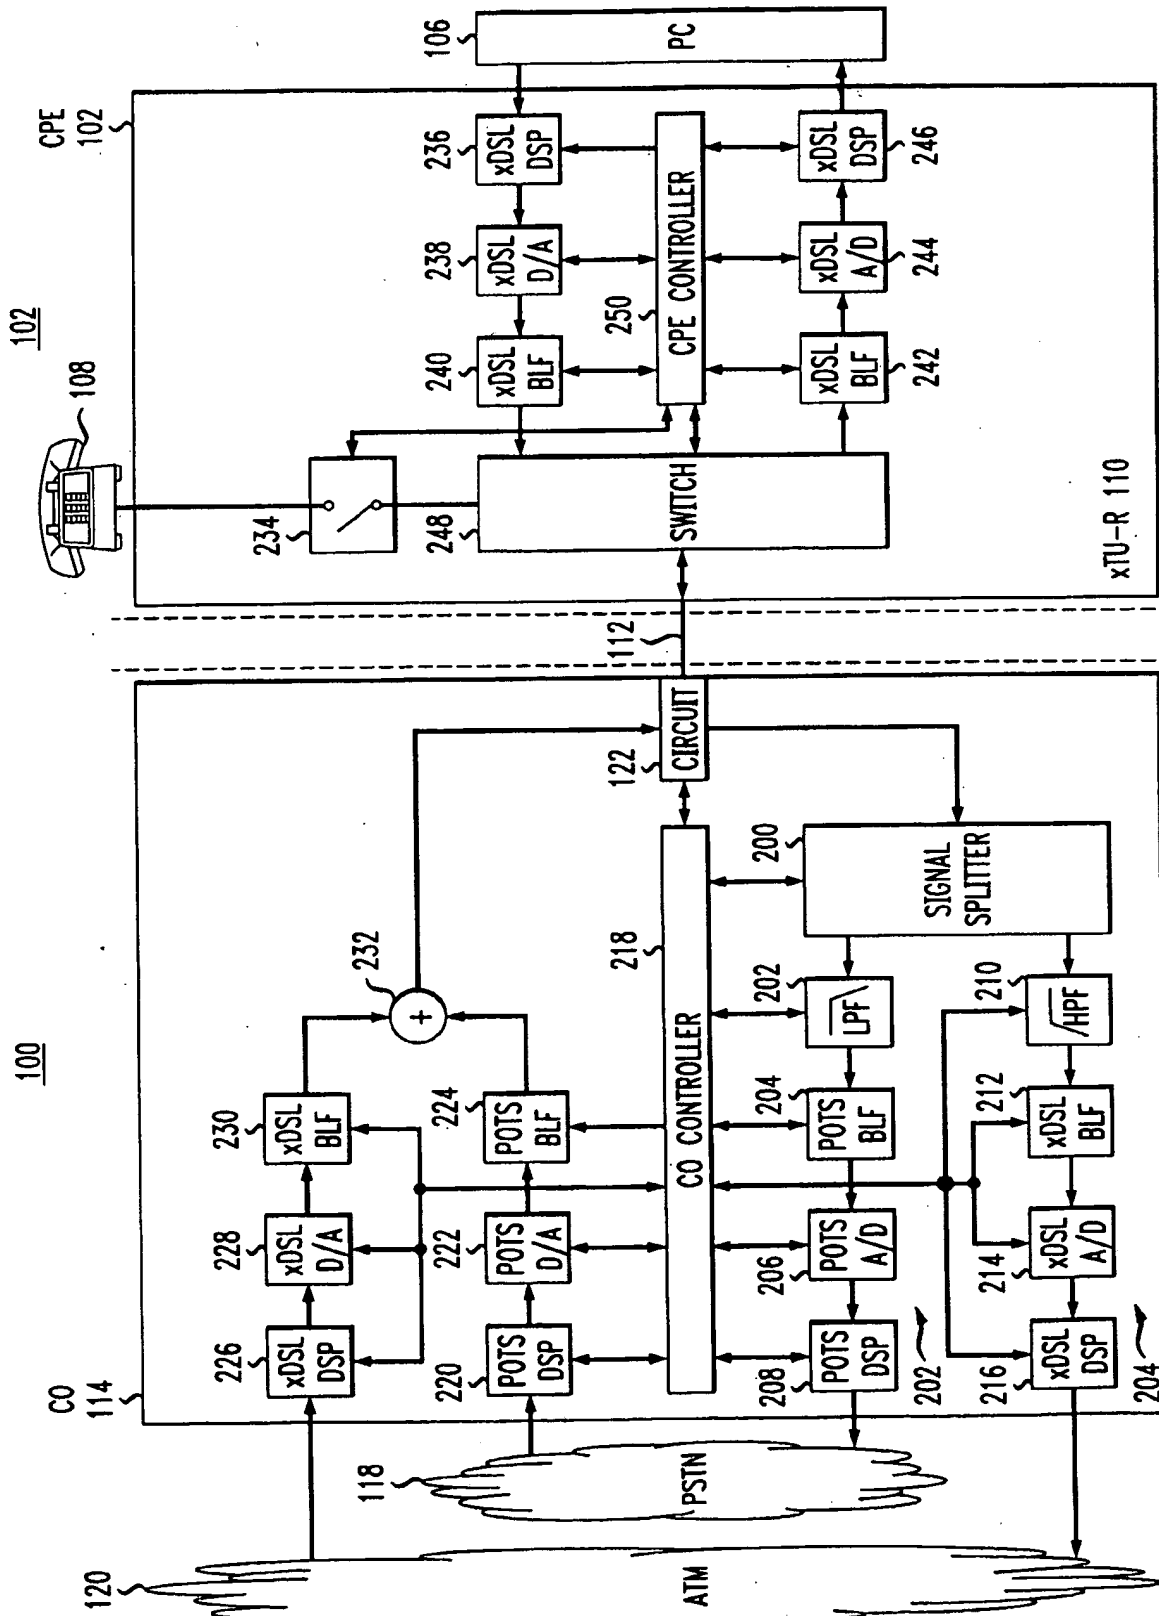 100
102
CO
114
CPE
102
120
ATM
118
PSTN
226
xDSL
DSP
228
xDSL
D/A
230
xDSL
BLF
232
+
220
POTS
DSP
222
POTS
D/A
224
POTS
BLF
218
CO CONTROLLER
122
CIRCUIT
112
200
SIGNAL
SPLITTER
202
LPF
204
POTS
BLF
206
POTS
A/D
208
POTS
DSP
202
210
HPF
212
xDSL
BLF
214
xDSL
A/D
216
xDSL
DSP
204
108
234
248
SWITCH
240
xDSL
BLF
238
xDSL
D/A
236
xDSL
DSP
106
PC
250
CPE CONTROLLER
xDSL
BLF
242
xDSL
A/D
244
xDSL
DSP
246
xTU-R 110